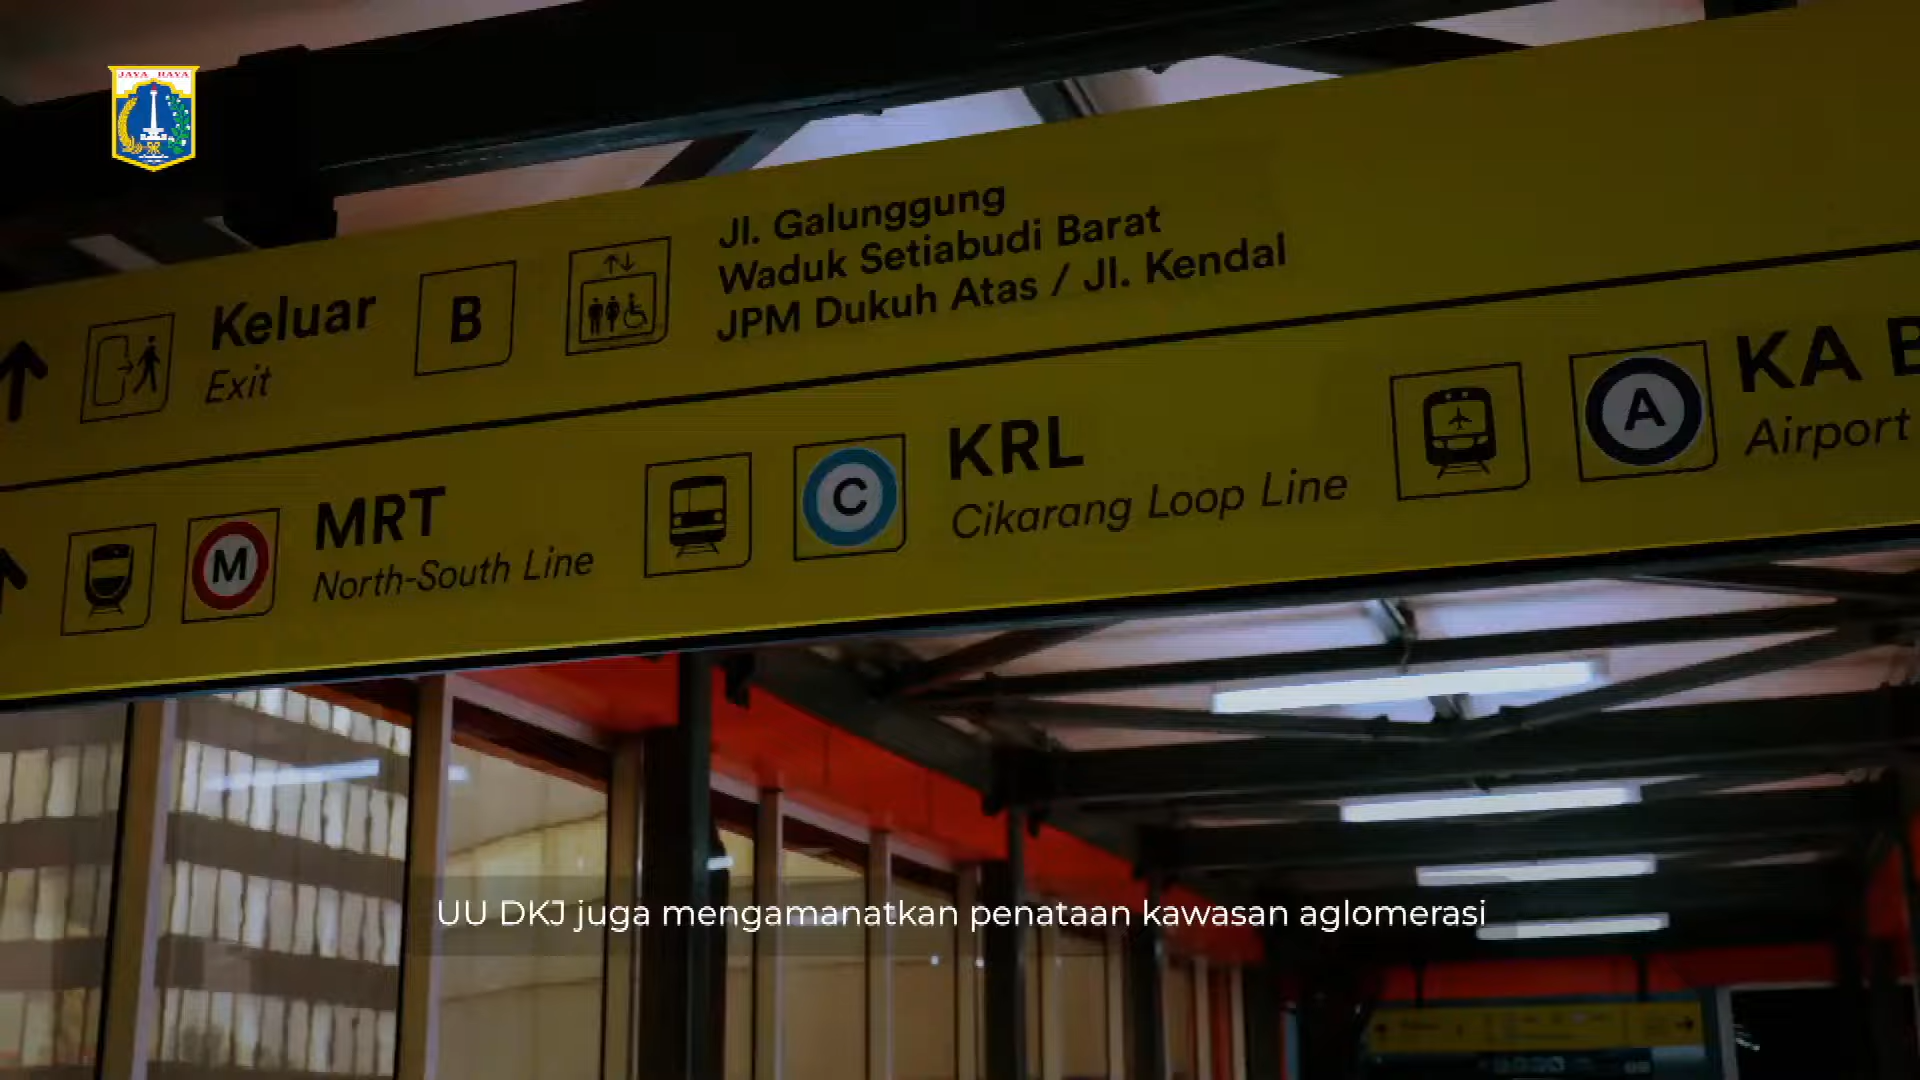 JAYA RAYA
Jl. Galunggung
Waduk Setiabudi Barat
JPM Dukuh Atas / Jl. Kendal
Keluar
Exit
B
M
MRT
North-South Line
C
KRL
Cikarang Loop Line
A
KA B
Airport
UU DKJ juga mengamanatkan penataan kawasan aglomerasi